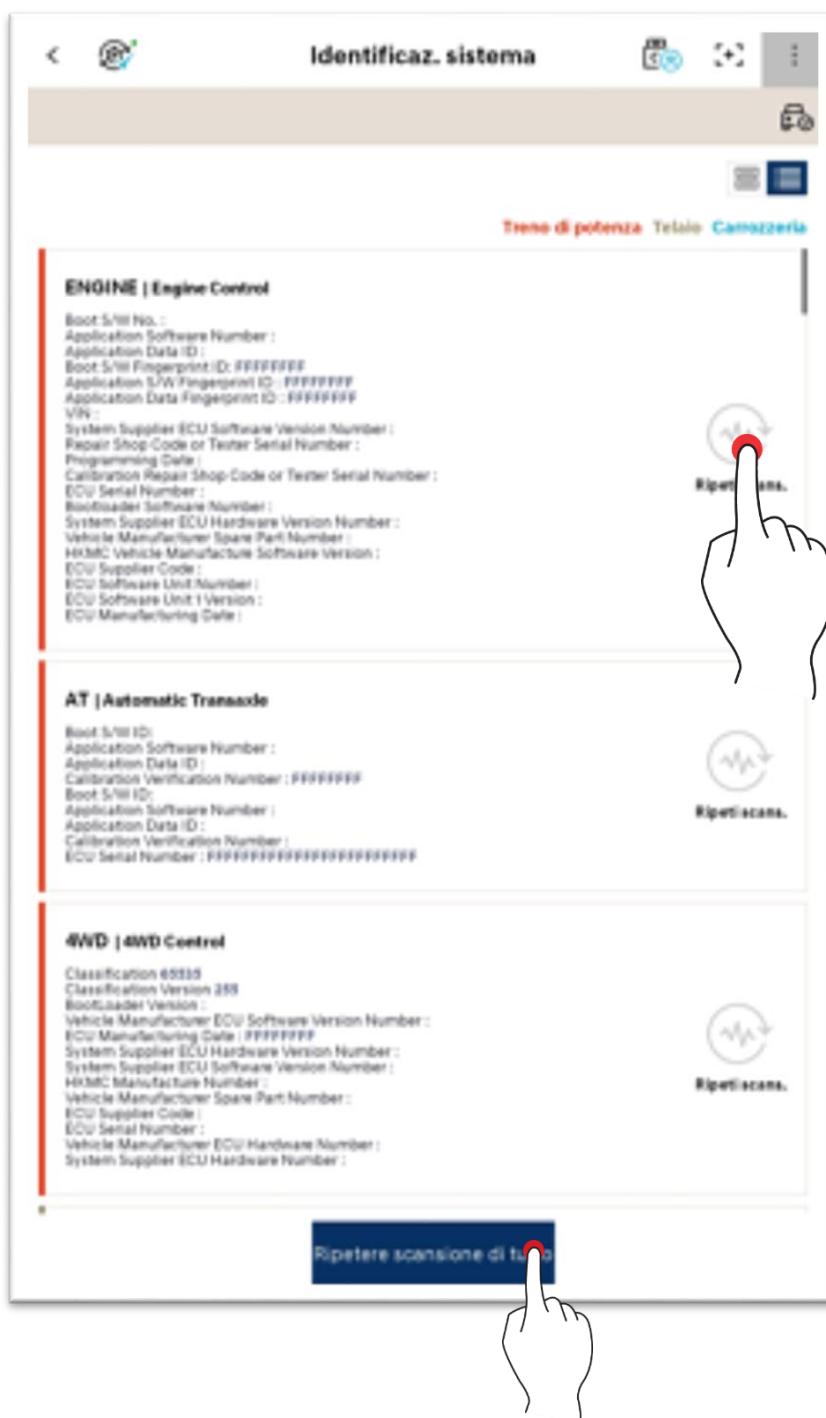 Identificaz. sistema
Treno di potenza Telaio Carrozzeria
ENGINE | Engine Control
Boot S/W No. :
Application Software Number :
Application Data ID :
Boot S/W Fingerprint ID: FFFFFFFF
Application S/W Fingerprint ID : FFFFFFFF
Application Data Fingerprint ID : FFFFFFFF
VIN :
System Supplier ECU Software Version Number :
Repair Shop Code or Tester Serial Number :
Programming Date :
Calibration Repair Shop Code or Tester Serial Number :
ECU Serial Number :
Bootloader Software Number :
System Supplier ECU Hardware Version Number :
Vehicle Manufacturer Spare Part Number :
HKMC Vehicle Manufacture Software Version :
ECU Supplier Code :
ECU Software Unit Number :
ECU Software Unit 1 Version :
ECU Manufacturing Date :
AT | Automatic Transaxle
Boot S/W ID:
Application Software Number :
Application Data ID :
Calibration Verification Number : FFFFFFFF
Boot S/W ID:
Application Software Number :
Application Data ID :
Calibration Verification Number :
ECU Serial Number : FFFFFFFFFFFFFFFFFFFFFFFF
Ripeti scans.
4WD | 4WD Control
Classification 65535
Classification Version 255
BootLoader Version :
Vehicle Manufacturer ECU Software Version Number :
ECU Manufacturing Date : FFFFFFFF
System Supplier ECU Hardware Version Number :
System Supplier ECU Software Version Number :
HKMC Manufacture Number :
Vehicle Manufacturer Spare Part Number :
ECU Supplier Code :
ECU Serial Number :
Vehicle Manufacturer ECU Hardware Number :
System Supplier ECU Hardware Number :
Ripeti scans.
Ripetere scansione di